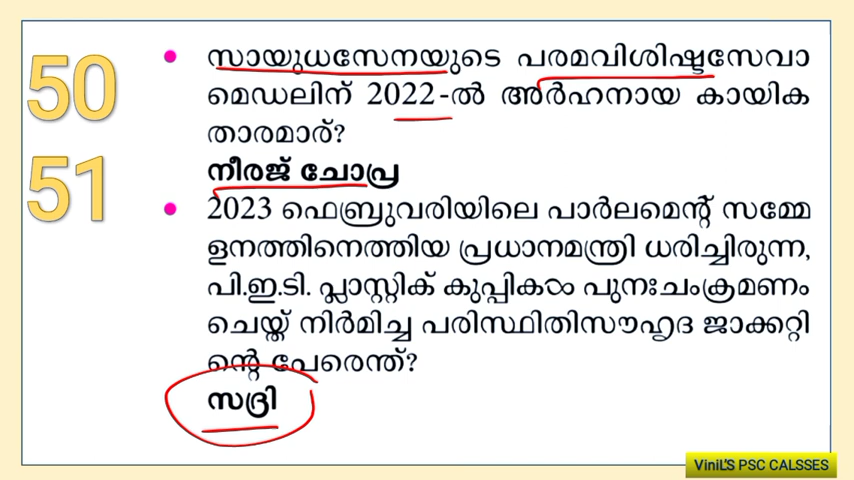 50
51
സായുധസേനയുടെ പരമവിശിഷ്ടസേവാ
മെഡലിന് 2022-ൽ അർഹനായ കായിക
താരമാര്?
നീരജ് ചോപ്ര
2023 ഫെബ്രുവരിയിലെ പാർലമെന്റ് സമ്മേ
ളനത്തിനെത്തിയ പ്രധാനമന്ത്രി ധരിച്ചിരുന്ന,
പി.ഇ.ടി. പ്ലാസ്റ്റിക് കുപ്പികൾ പുനഃചംക്രമണം
ചെയ്ത് നിർമിച്ച പരിസ്ഥിതിസൗഹൃദ ജാക്കറ്റി
ന്റെ പേരെന്ത്?
സദ്രി
ViniL'S PSC CALSSES